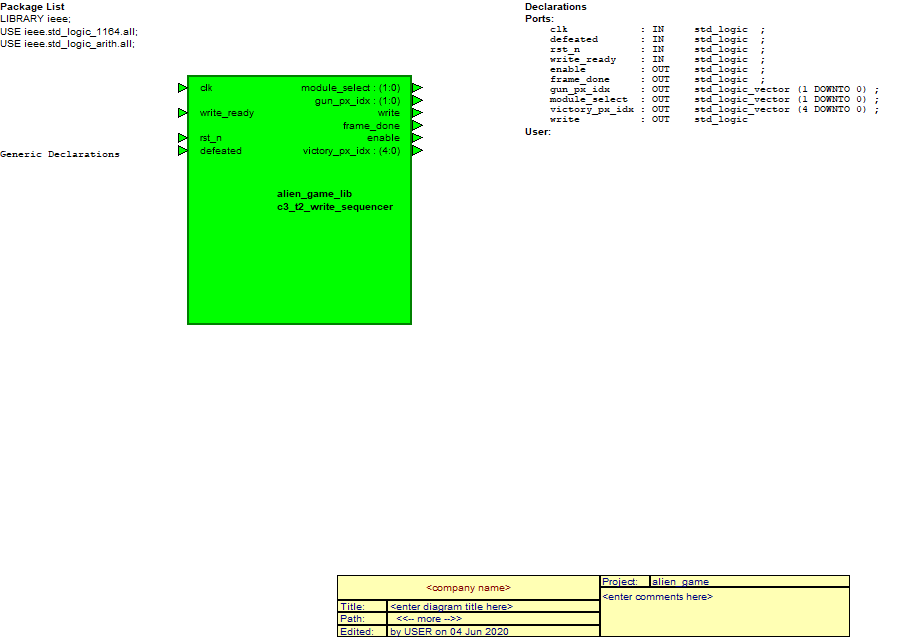 Package List
LIBRARY ieee;
USE ieee.std_logic_1164.all;
USE ieee.std_logic_arith.all;
Declarations
Ports:
clk : IN std_logic ;
defeated : IN std_logic ;
rst_n : IN std_logic ;
write_ready : IN std_logic ;
enable : OUT std_logic ;
frame_done : OUT std_logic ;
gun_px_idx : OUT std_logic_vector (1 DOWNTO 0) ;
module_select : OUT std_logic_vector (1 DOWNTO 0) ;
victory_px_idx : OUT std_logic_vector (4 DOWNTO 0) ;
write : OUT std_logic
User:
Generic Declarations
clk module_select : (1:0)
gun_px_idx : (1:0)
write_ready write
frame_done
rst_n enable
defeated victory_px_idx : (4:0)
alien_game_lib
c3_t2_write_sequencer
<company name>
Title: <enter diagram title here>
Path: <<-- more -->>
Edited: by USER on 04 Jun 2020
Project: alien_game
<enter comments here>